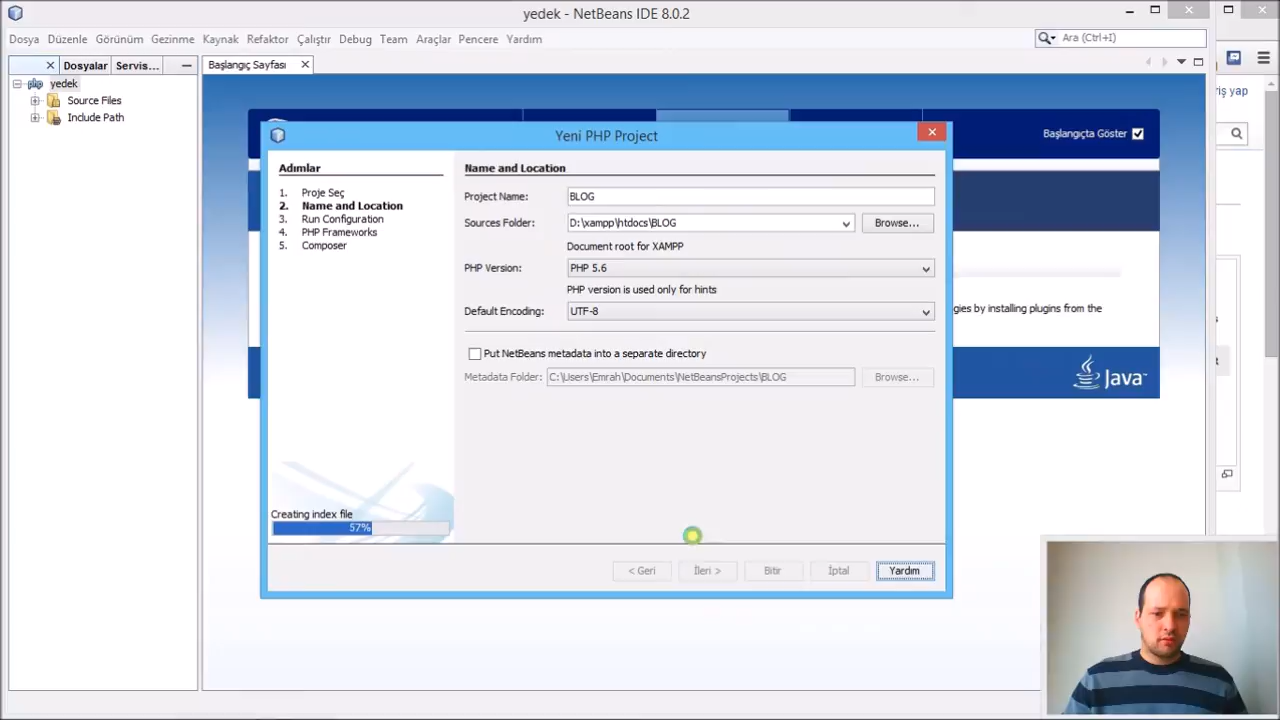 yedek - NetBeans IDE 8.0.2
Dosya Düzenle Görünüm Gezinme Kaynak Refaktor Çalıştır Debug Team Araçlar Pencere Yardım
Ara (Ctrl+I)
Dosyalar Servis...
Başlangıç Sayfası
yedek
Source Files
Include Path
iş yap
Başlangıçta Göster
Yeni PHP Project
Adımlar
1. Proje Seç
2. Name and Location
3. Run Configuration
4. PHP Frameworks
5. Composer
Name and Location
Project Name: BLOG
Sources Folder: D:\xampp\htdocs\BLOG Browse...
Document root for XAMPP
PHP Version: PHP 5.6
PHP version is used only for hints
Default Encoding: UTF-8
Put NetBeans metadata into a separate directory
Metadata Folder: C:\Users\Emrah\Documents\NetBeansProjects\BLOG Browse...
gies by installing plugins from the
Java
Creating index file
57%
< Geri İleri > Bitir İptal Yardım